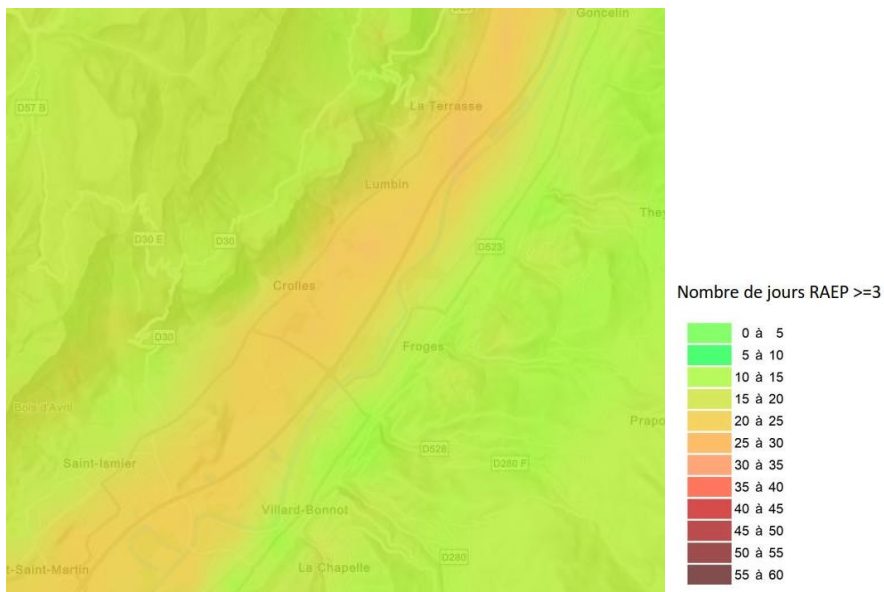 Goncelin
D57 B
La Terrasse
Lumbin
They
D30 E
D30
D523
Crolles
Nombre de jours RAEP >=3
D30
Froges
0 à 5
5 à 10
10 à 15
Bois d'Avril
15 à 20
Prapo
20 à 25
D528
25 à 30
Saint-Ismier
D280 F
30 à 35
35 à 40
Villard-Bonnot
40 à 45
45 à 50
D280
t-Saint-Martin
La Chapelle
50 à 55
55 à 60